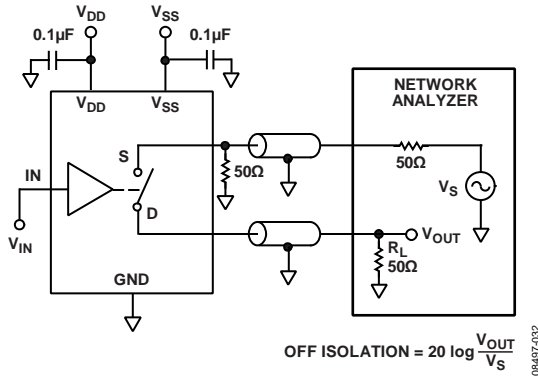 VDD
VSS
0.1µF
0.1µF
VDD
VSS
NETWORK
ANALYZER
S
50Ω
50Ω
VS
IN
D
VIN
VOUT
RL
50Ω
GND
OFF ISOLATION = 20 log VOUT/VS
08497-032